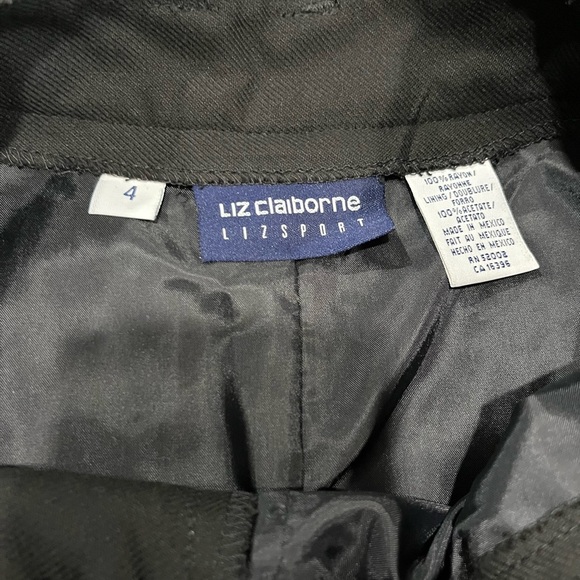 4
LIZ claiborne
LIZSPORT
100% RAYON/
RAYONNE
LINING/DOUBLURE/
FORRO
100% ACETATE/
ACETATO
MADE IN MEXICO
FAIT AU MEXIQUE
HECHO EN MEXICO
RN 52002
CA 16396